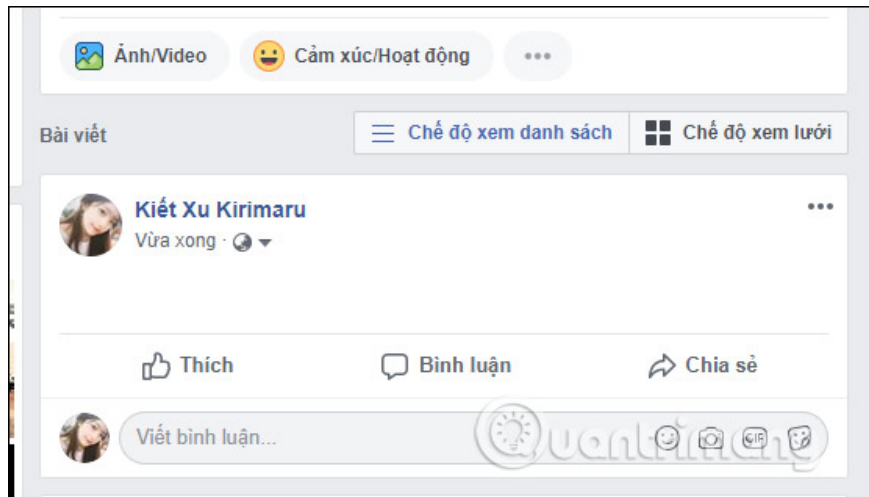 Ảnh/Video
Cảm xúc/Hoạt động
Bài viết
Chế độ xem danh sách
Chế độ xem lưới
Kiết Xu Kirimaru
Vừa xong ·
Thích
Bình luận
Chia sẻ
Viết bình luận...
GIF
Quantrimang